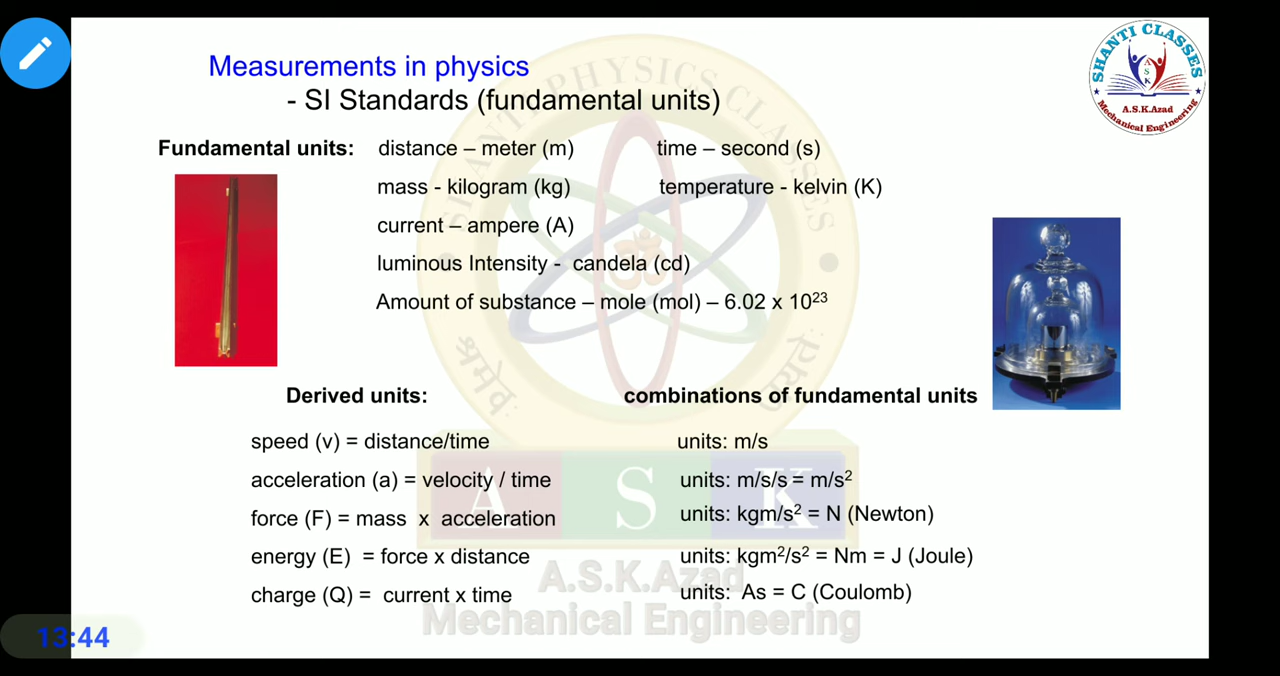 SHANTI CLASSES
A.S.K
A.S.K.Azad
Mechanical Engineering
Measurements in physics
- SI Standards (fundamental units)
SHANTI PHYSICS CLASSES
Fundamental units: distance – meter (m) time – second (s)
mass - kilogram (kg) temperature - kelvin (K)
current – ampere (A)
luminous Intensity - candela (cd)
Amount of substance – mole (mol) – 6.02 x 10²³
श्रमेव
Derived units: combinations of fundamental units
speed (v) = distance/time units: m/s
acceleration (a) = velocity / time units: m/s/s = m/s²
force (F) = mass x acceleration units: kgm/s² = N (Newton)
energy (E) = force x distance units: kgm²/s² = Nm = J (Joule)
charge (Q) = current x time units: As = C (Coulomb)
A S K
A.S.K.Azad
Mechanical Engineering
13:44